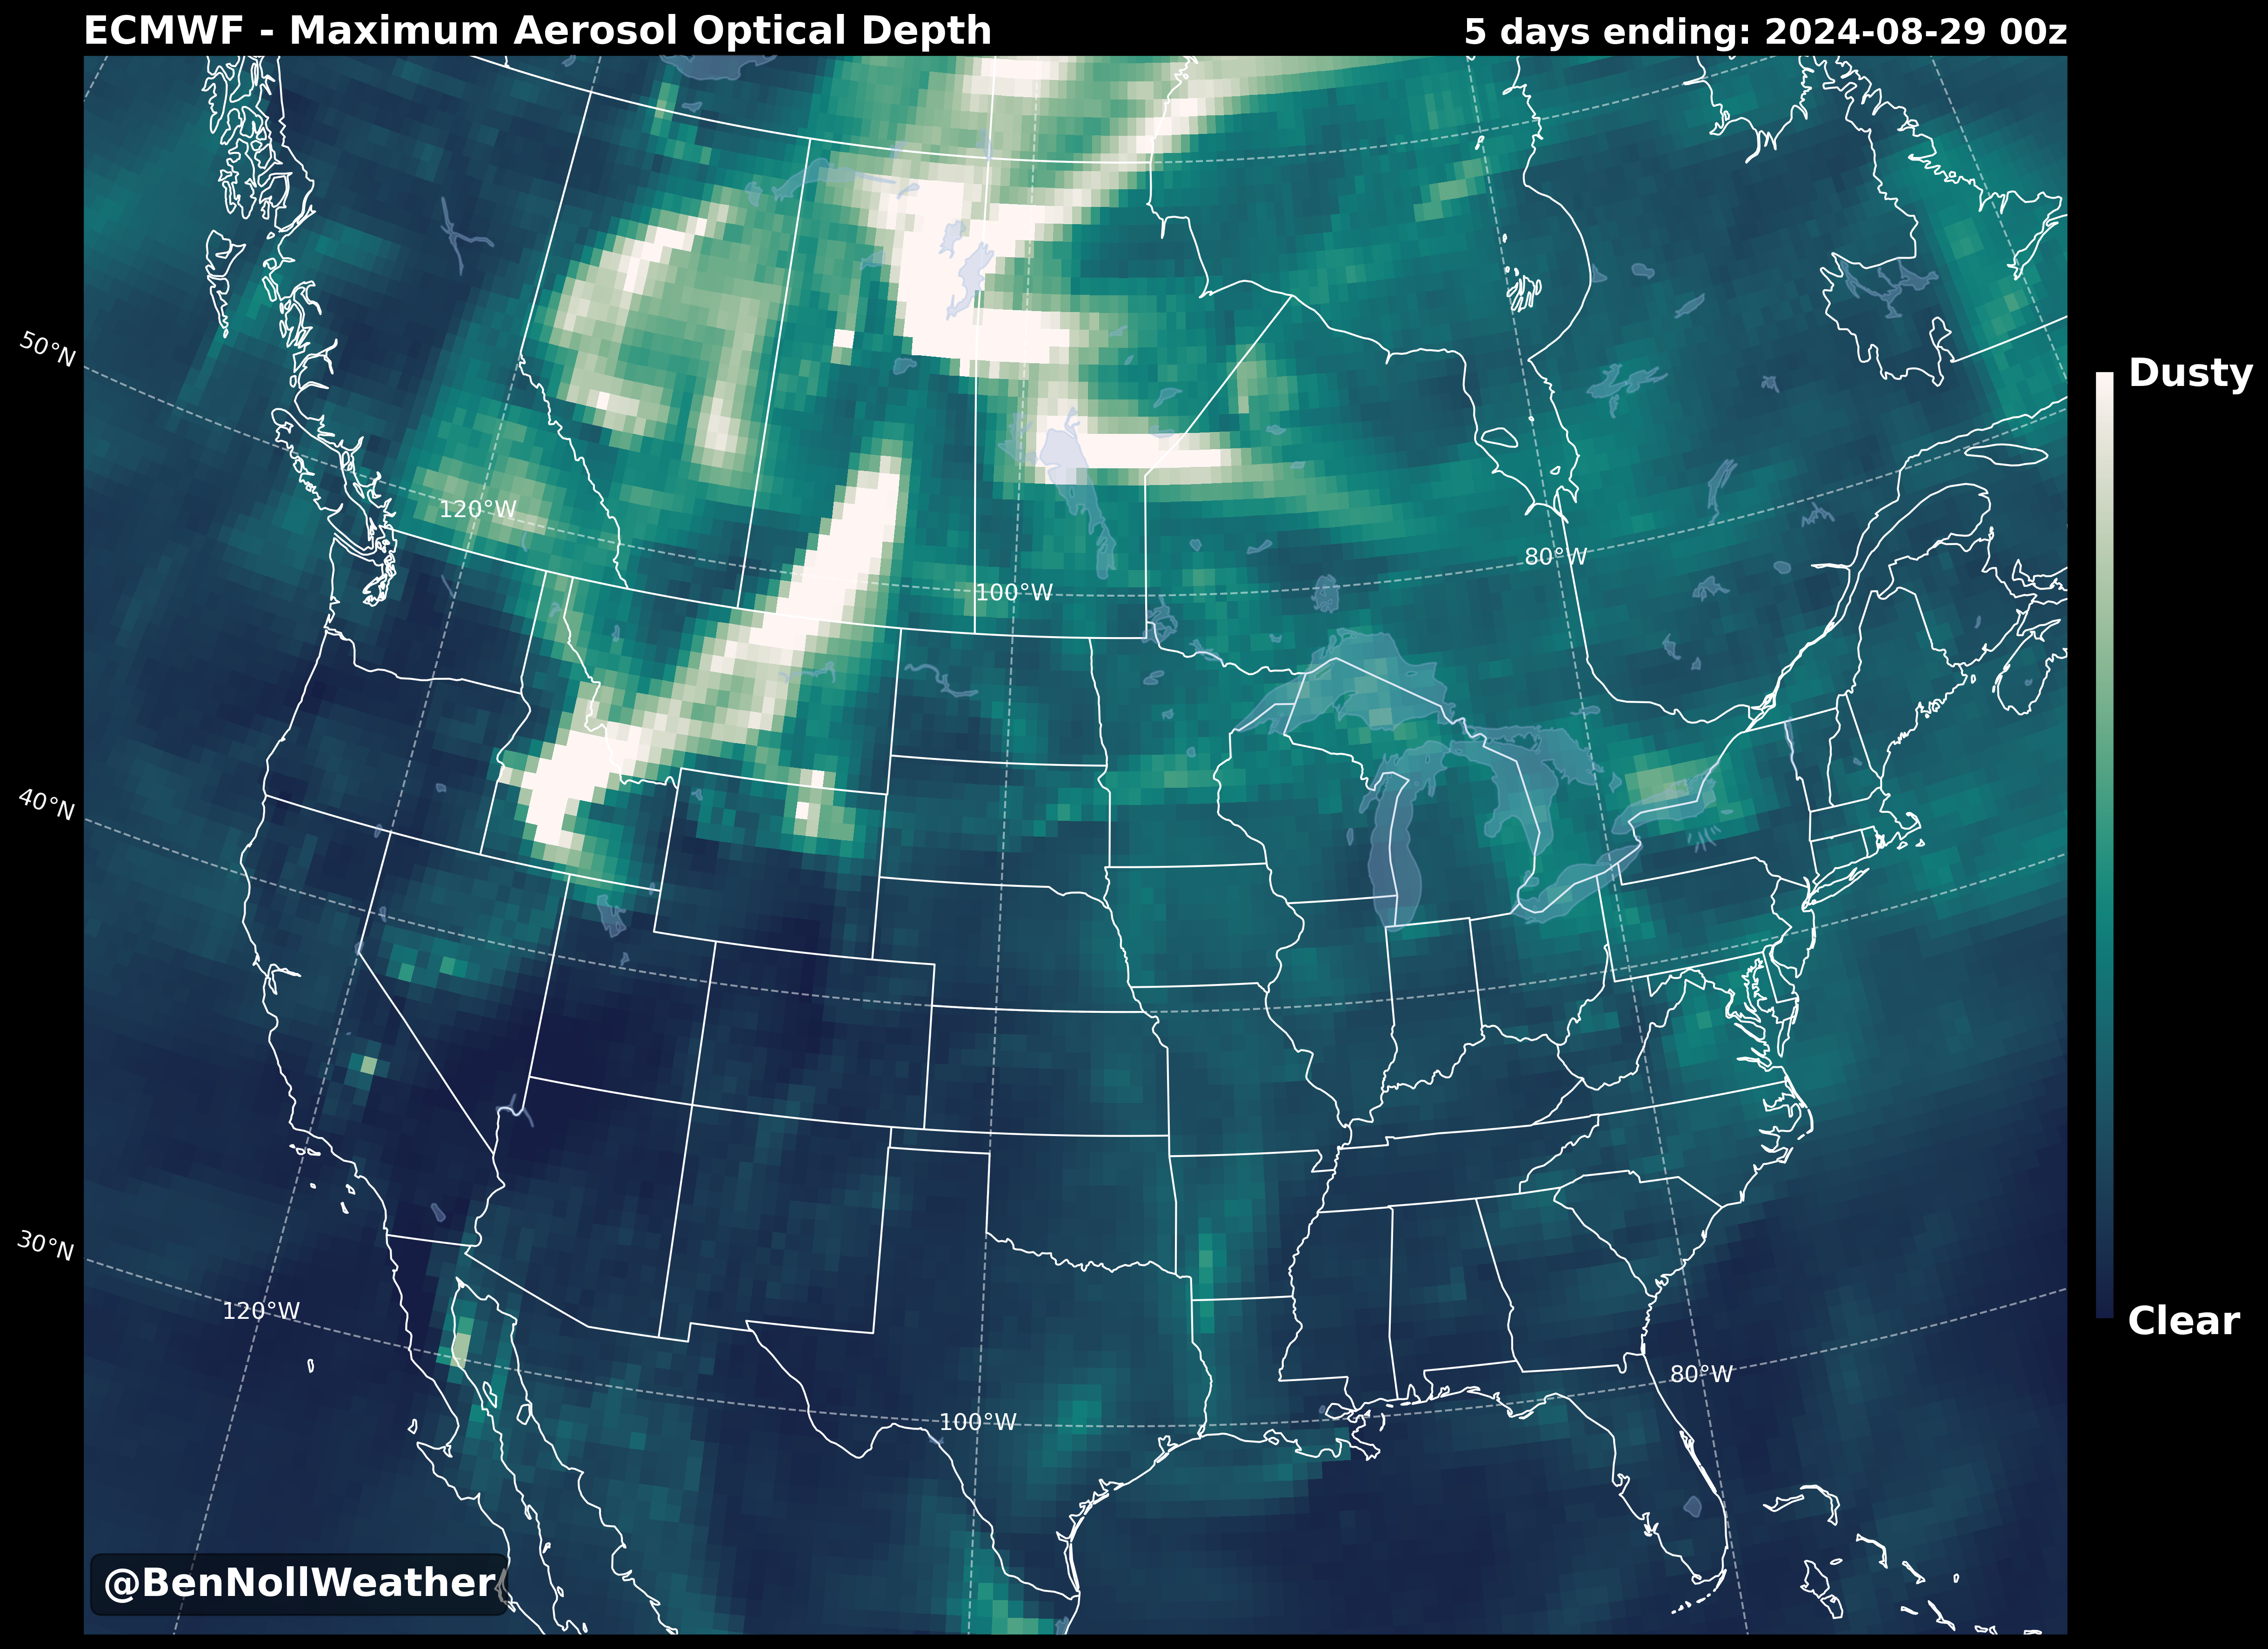 ECMWF - Maximum Aerosol Optical Depth
5 days ending: 2024-08-29 00z
50°N
Dusty
120°W
80°W
100°W
40°N
30°N
120°W
Clear
80°W
100°W
@BenNollWeather